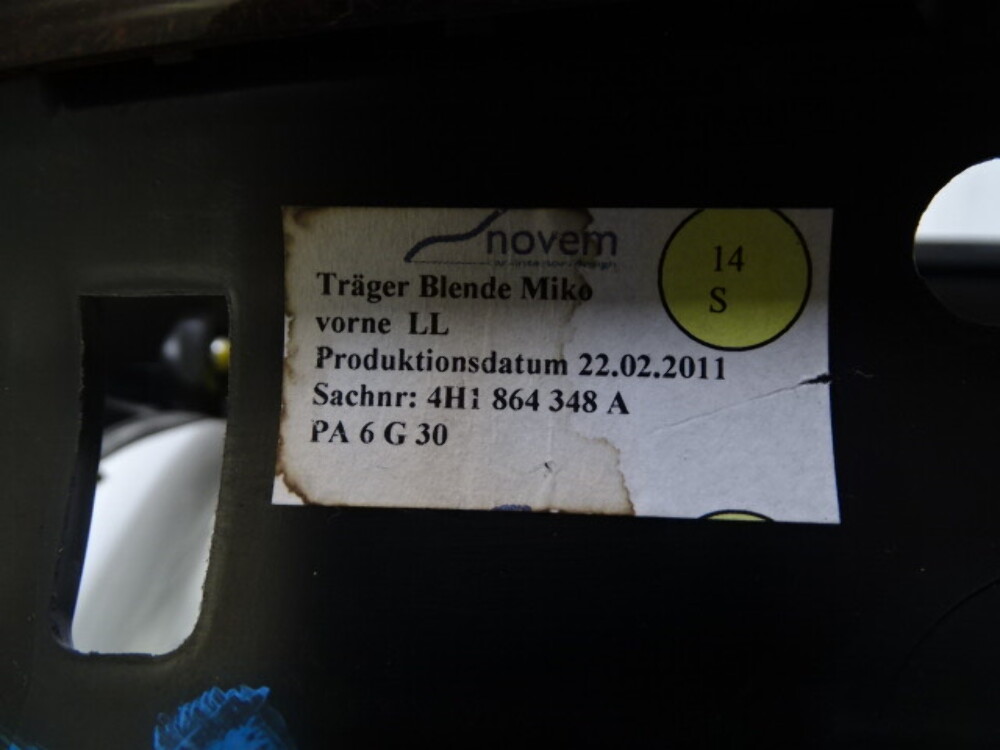 novem
14
S
Träger Blende Miko
vorne LL
Produktionsdatum 22.02.2011
Sachnr: 4H1 864 348 A
PA 6 G 30